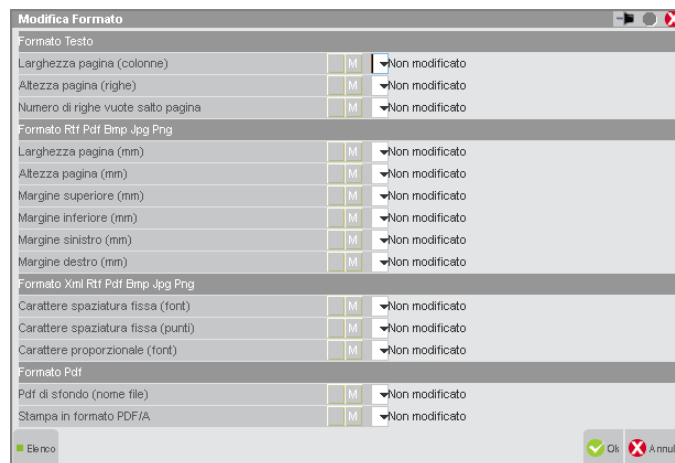 Modifica Formato
Formato Testo
Larghezza pagina (colonne) M Non modificato
Altezza pagina (righe) M Non modificato
Numero di righe vuote salto pagina M Non modificato
Formato Rtf Pdf Bmp Jpg Png
Larghezza pagina (mm) M Non modificato
Altezza pagina (mm) M Non modificato
Margine superiore (mm) M Non modificato
Margine inferiore (mm) M Non modificato
Margine sinistro (mm) M Non modificato
Margine destro (mm) M Non modificato
Formato Xml Rtf Pdf Bmp Jpg Png
Carattere spaziatura fissa (font) M Non modificato
Carattere spaziatura fissa (punti) M Non modificato
Carattere proporzionale (font) M Non modificato
Formato Pdf
Pdf di sfondo (nome file) M Non modificato
Stampa in formato PDF/A M Non modificato
Elenco Ok Annul